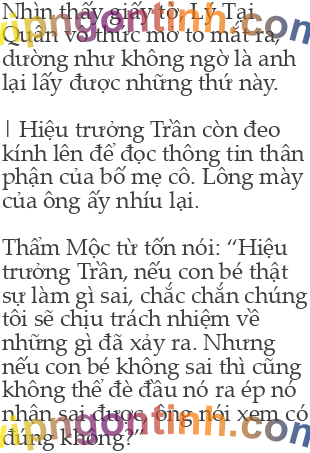 Nhìn thấy giấy tờ, Lý Tại
Quân vô thức mở to mắt ra,
dường như không ngờ là anh
lại lấy được những thứ này.
| Hiệu trưởng Trần còn đeo
kính lên để đọc thông tin thân
phận của bố mẹ cô. Lông mày
của ông ấy nhíu lại.
Thẩm Mộc từ tốn nói: “Hiệu
trưởng Trần, nếu con bé thật
sự làm gì sai, chắc chắn chúng
tôi sẽ chịu trách nhiệm về
những gì đã xảy ra. Nhưng
nếu con bé không sai thì cũng
không thể đè đầu nó ra ép nó
nhận sai được, ông nói xem có
đúng không?”
vipngontinh.com
vipngontinh.com